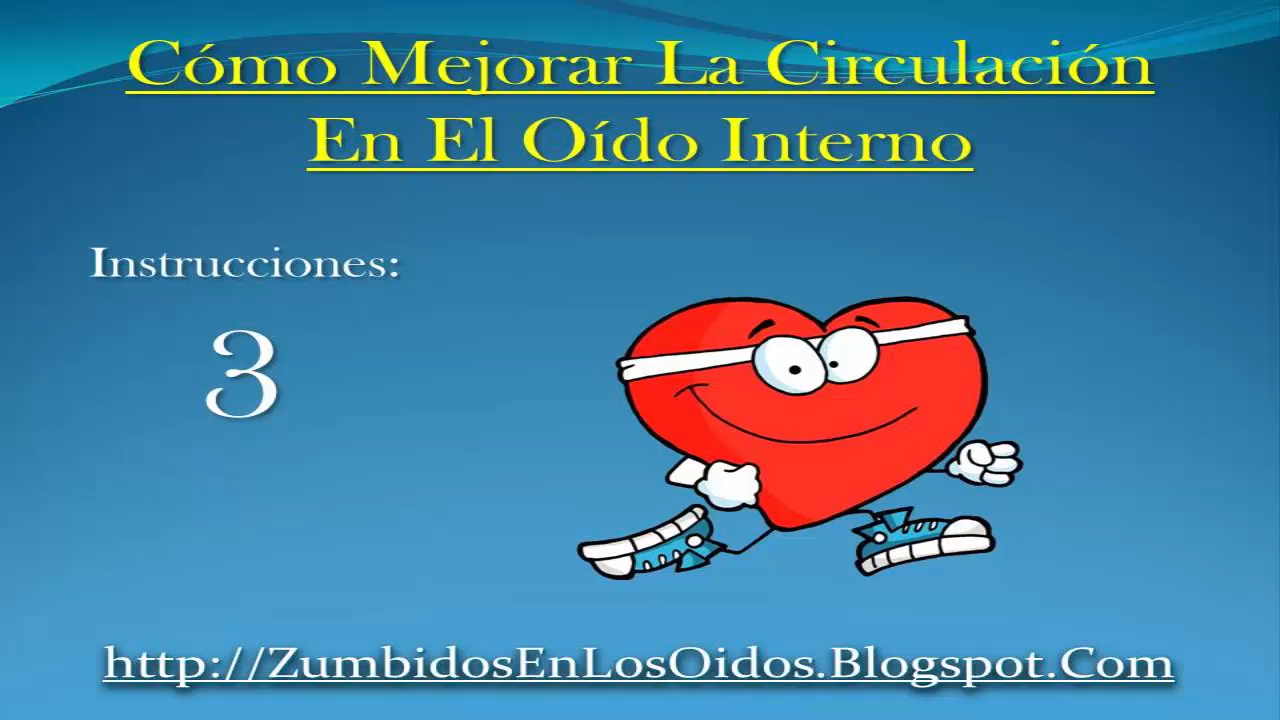 Cómo Mejorar La Circulación
En El Oído Interno
Instrucciones:
3
http://ZumbidosEnLosOidos.Blogspot.Com